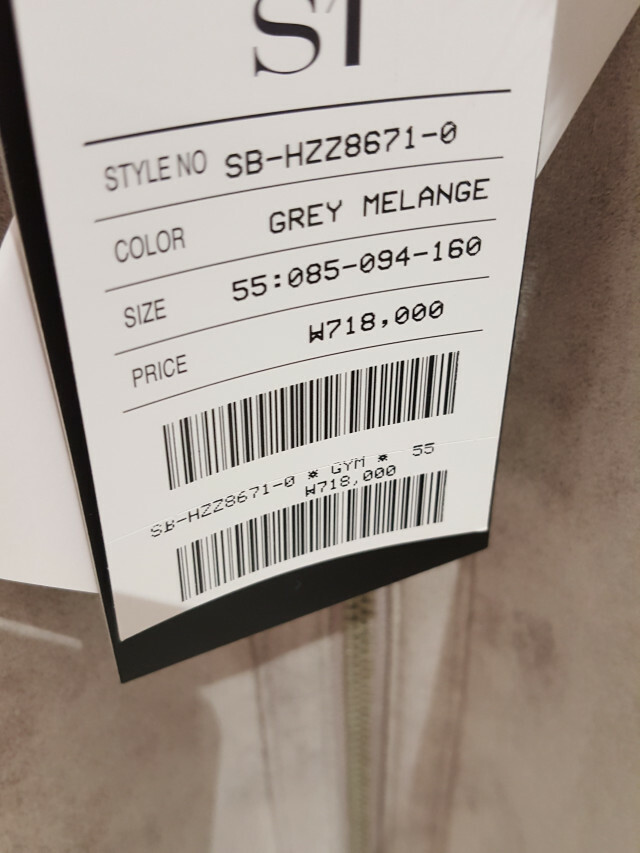 STYLE NO SB-HZZ8671-0
COLOR GREY MELANGE
SIZE 55:085-094-160
PRICE ₩718,000
SB-HZZ8671-0 * GYM * 55
₩718,000